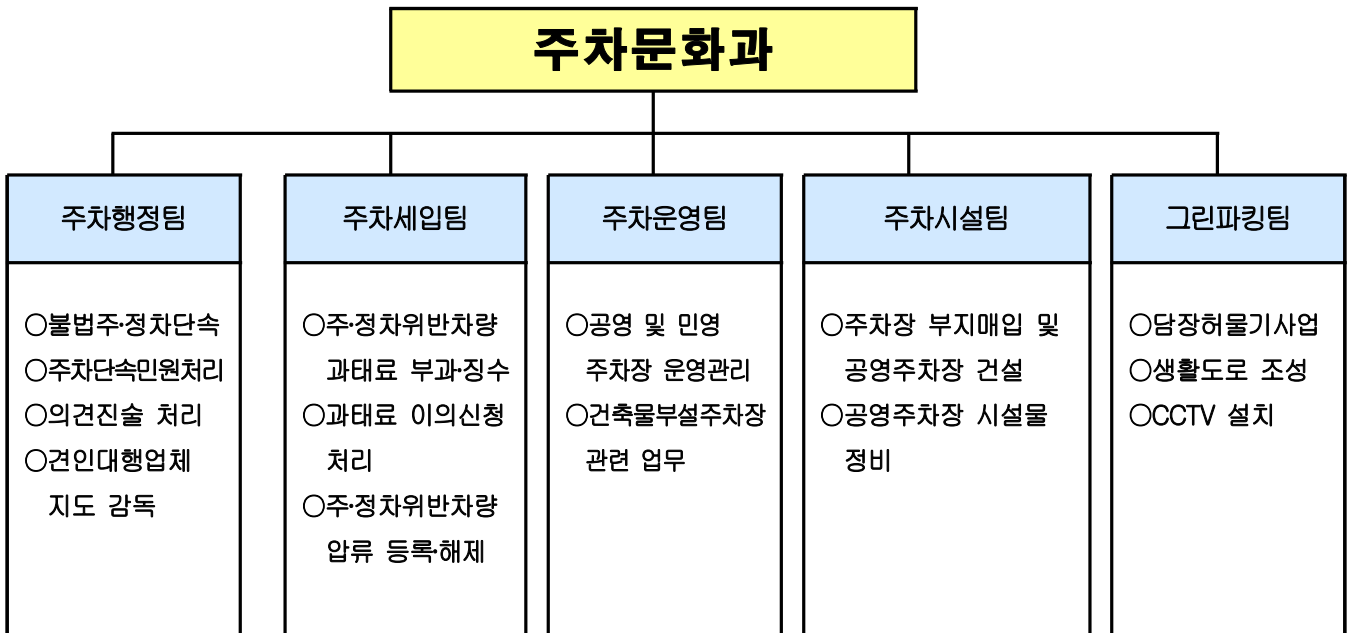 주차문화과
주차행정팀
○불법주·정차단속
○주차단속민원처리
○의견진술 처리
○견인대행업체
지도 감독
주차세입팀
○주·정차위반차량
과태료 부과·징수
○과태료 이의신청
처리
○주·정차위반차량
압류 등록·해제
주차운영팀
○공영 및 민영
주차장 운영관리
○건축물부설주차장
관련 업무
주차시설팀
○주차장 부지매입 및
공영주차장 건설
○공영주차장 시설물
정비
그린파킹팀
○담장허물기사업
○생활도로 조성
○CCTV 설치